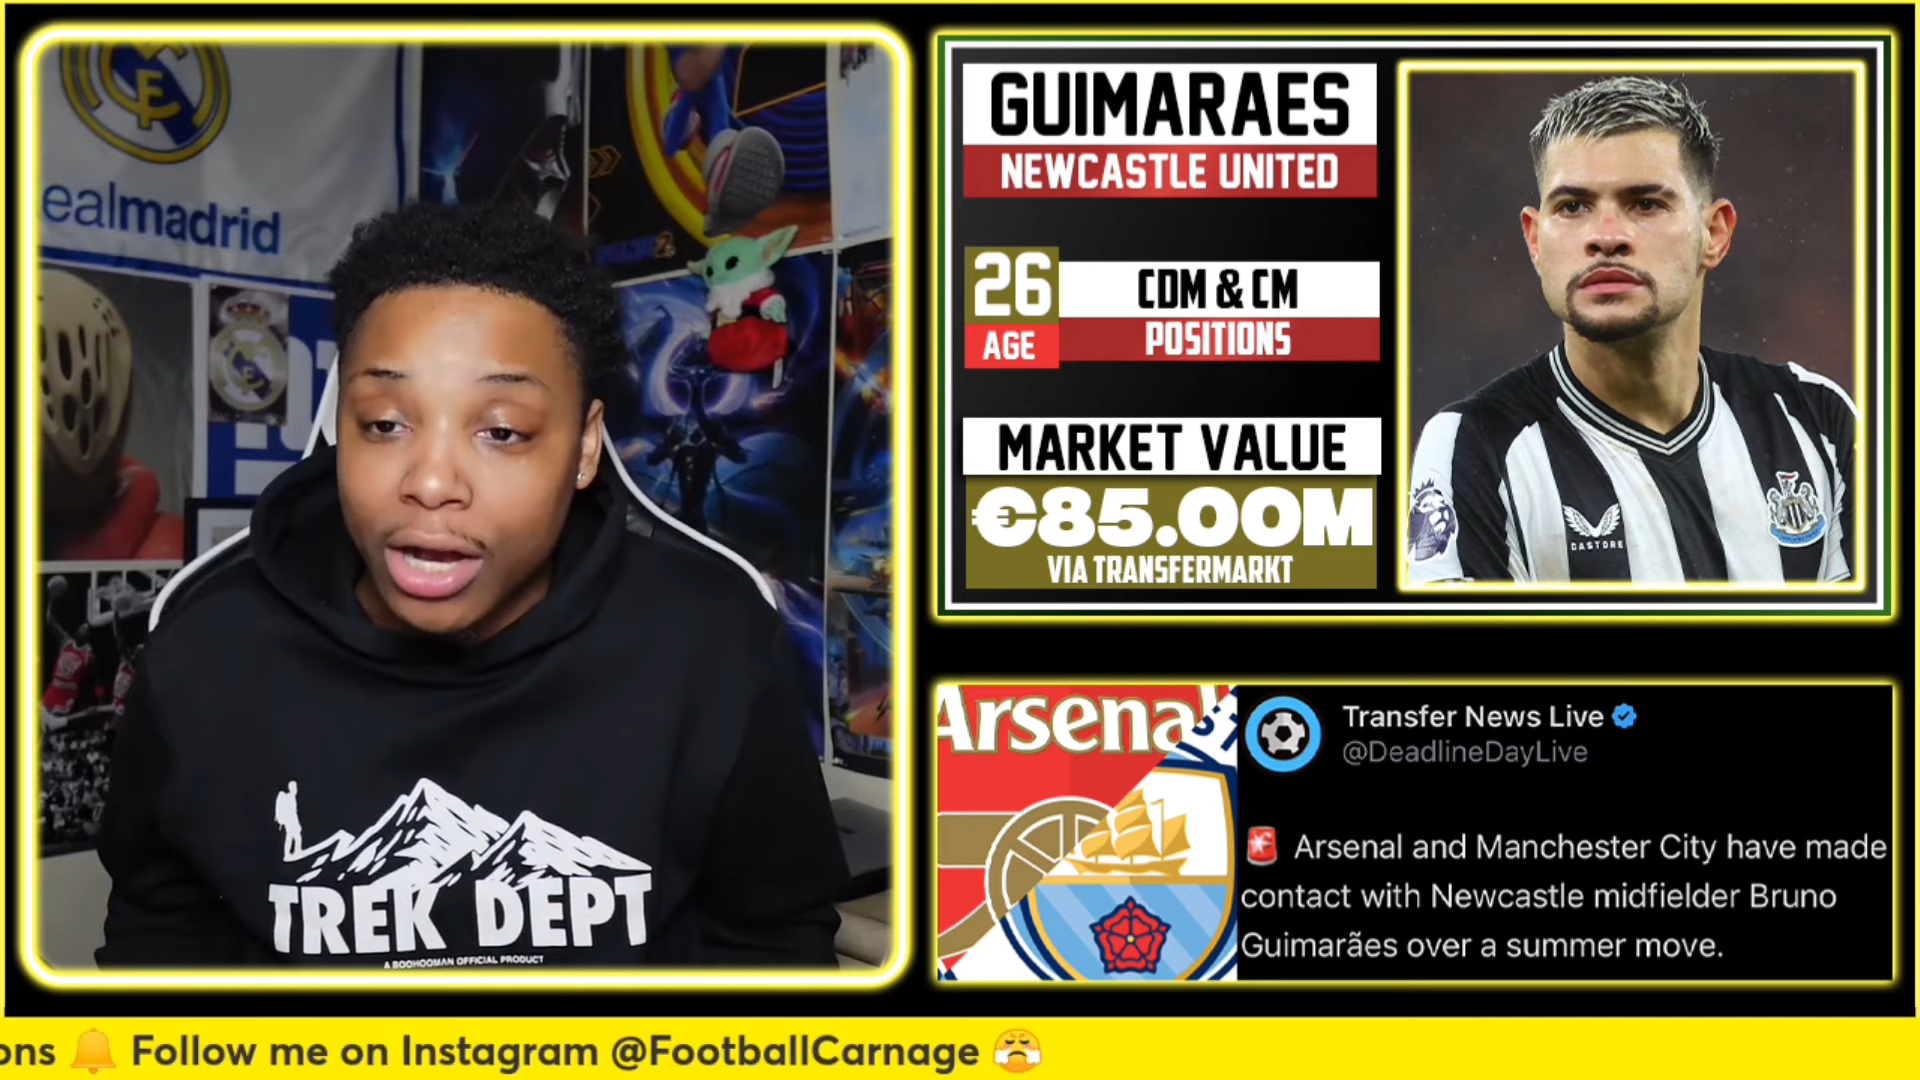 ealmadrid
TREK DEPT
A BOOHOOMAN OFFICIAL PRODUCT
GUIMARAES
NEWCASTLE UNITED
26
AGE
CDM & CM
POSITIONS
MARKET VALUE
€85.00M
VIA TRANSFERMARKT
CASTORE
Arsenal
Transfer News Live
@DeadlineDayLive
🚨 Arsenal and Manchester City have made
contact with Newcastle midfielder Bruno
Guimarães over a summer move.
ons 🔔 Follow me on Instagram @FootballCarnage 😤